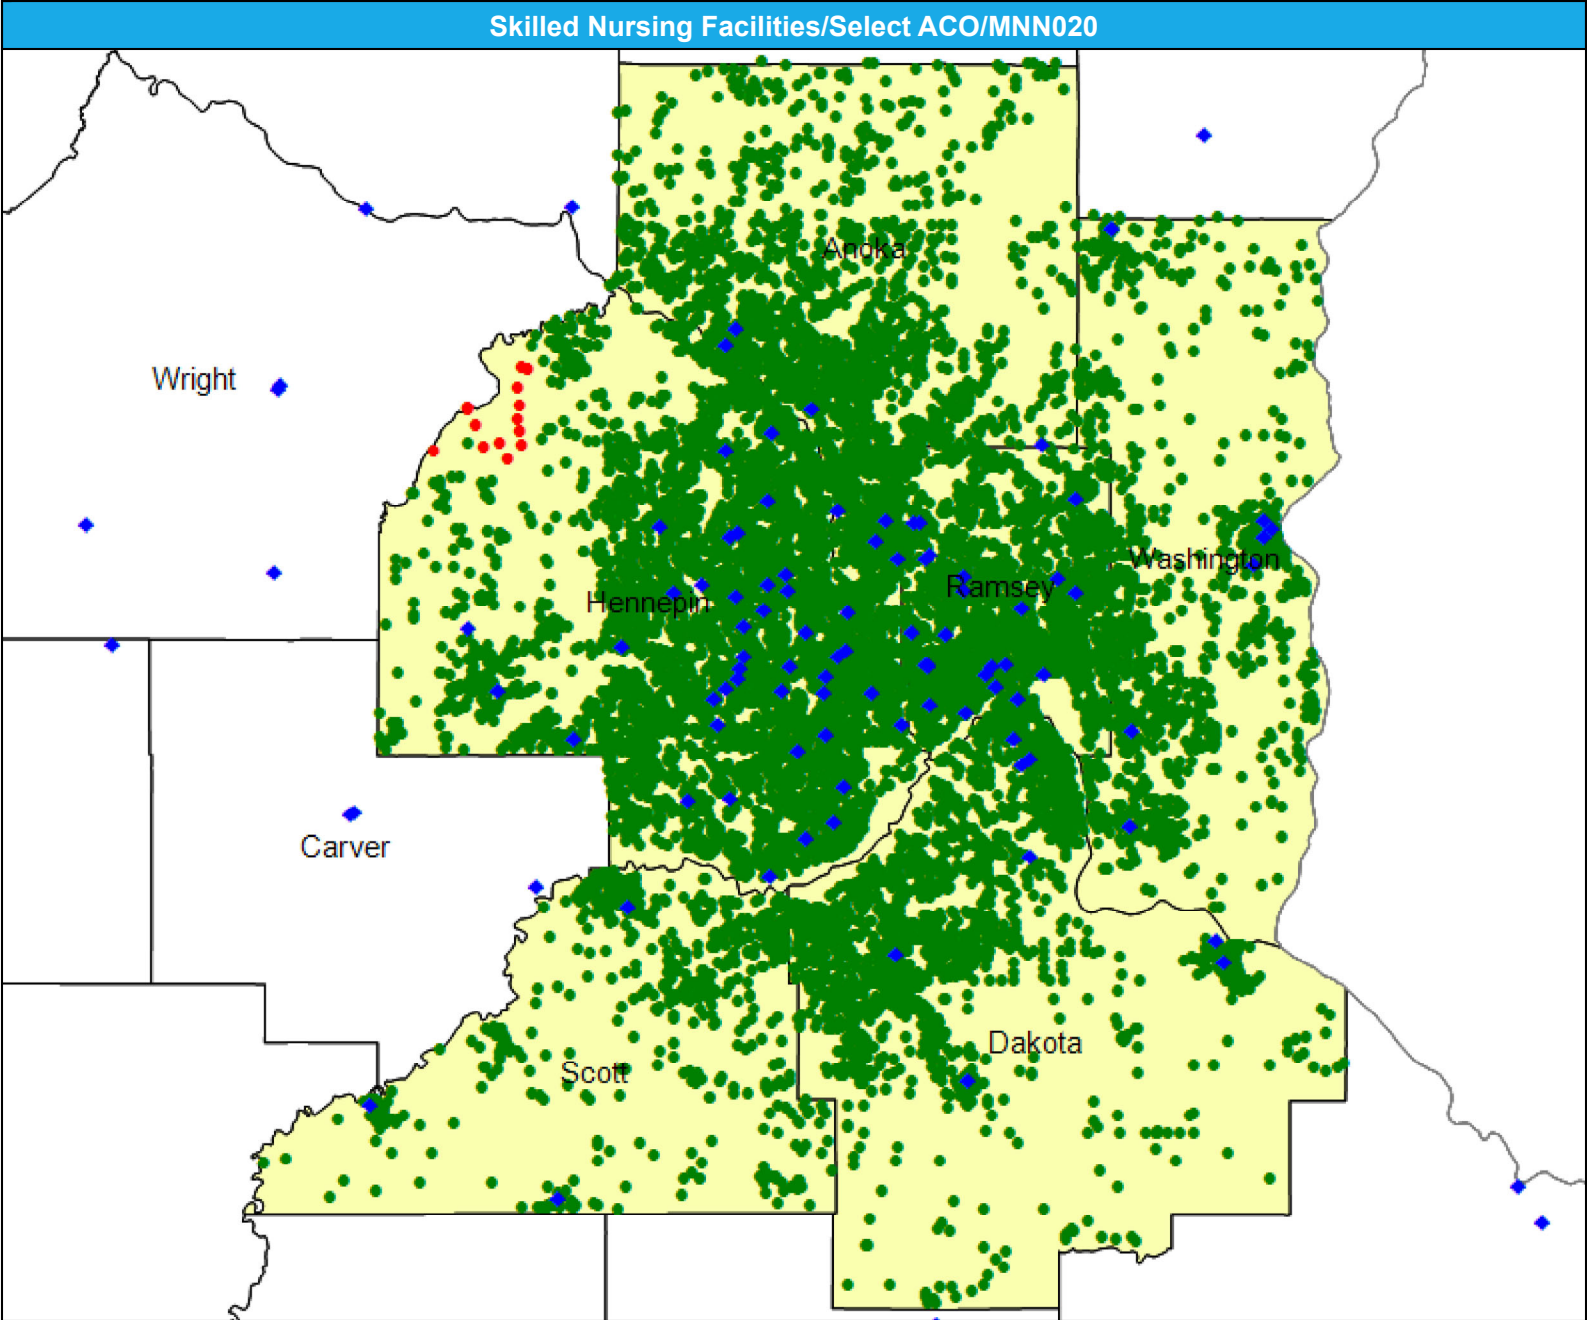 Skilled Nursing Facilities/Select ACO/MNN020
Anoka
Wright
Washington
Ramsey
Hennepin
Carver
Dakota
Scott